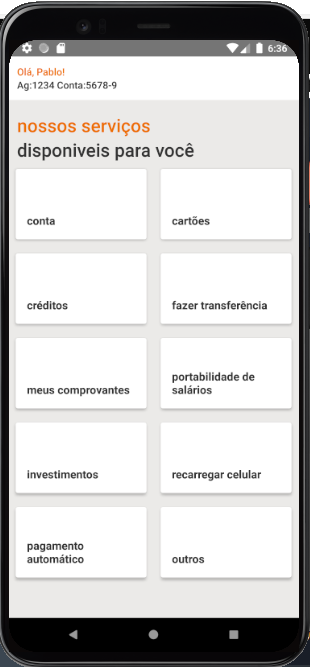 6:36
Olá, Pablo!
Ag:1234 Conta:5678-9
nossos serviços
disponiveis para você
conta
cartões
créditos
fazer transferência
meus comprovantes
portabilidade de
salários
investimentos
recarregar celular
pagamento
automático
outros